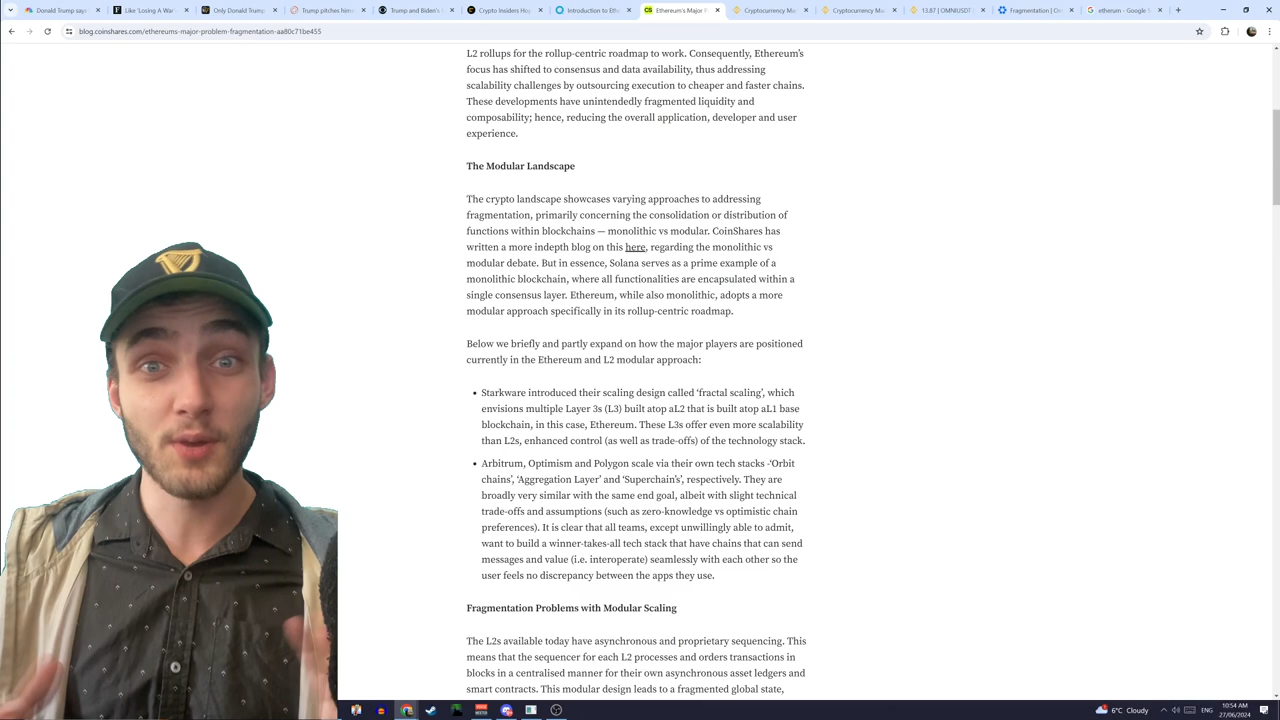 Donald Trump says
Like 'Losing A War
Only Donald Trump
Trump pitches hims
Trump and Biden's
Crypto Insiders Hop
Introduction to Ethe
Ethereum's Major P
Cryptocurrency Ma
Cryptocurrency Ma
13.87 | OMNIUSDT
Fragmentation | Om
etherum - Google S
blog.coinshares.com/ethereums-major-problem-fragmentation-aa80c71be455
L2 rollups for the rollup-centric roadmap to work. Consequently, Ethereum's
focus has shifted to consensus and data availability, thus addressing
scalability challenges by outsourcing execution to cheaper and faster chains.
These developments have unintendedly fragmented liquidity and
composability; hence, reducing the overall application, developer and user
experience.
The Modular Landscape
The crypto landscape showcases varying approaches to addressing
fragmentation, primarily concerning the consolidation or distribution of
functions within blockchains — monolithic vs modular. CoinShares has
written a more indepth blog on this here, regarding the monolithic vs
modular debate. But in essence, Solana serves as a prime example of a
monolithic blockchain, where all functionalities are encapsulated within a
single consensus layer. Ethereum, while also monolithic, adopts a more
modular approach specifically in its rollup-centric roadmap.
Below we briefly and partly expand on how the major players are positioned
currently in the Ethereum and L2 modular approach:
• Starkware introduced their scaling design called 'fractal scaling', which
envisions multiple Layer 3s (L3) built atop aL2 that is built atop aL1 base
blockchain, in this case, Ethereum. These L3s offer even more scalability
than L2s, enhanced control (as well as trade-offs) of the technology stack.
• Arbitrum, Optimism and Polygon scale via their own tech stacks -'Orbit
chains', 'Aggregation Layer' and 'Superchain's', respectively. They are
broadly very similar with the same end goal, albeit with slight technical
trade-offs and assumptions (such as zero-knowledge vs optimistic chain
preferences). It is clear that all teams, except unwillingly able to admit,
want to build a winner-takes-all tech stack that have chains that can send
messages and value (i.e. interoperate) seamlessly with each other so the
user feels no discrepancy between the apps they use.
Fragmentation Problems with Modular Scaling
The L2s available today have asynchronous and proprietary sequencing. This
means that the sequencer for each L2 processes and orders transactions in
blocks in a centralised manner for their own asynchronous asset ledgers and
smart contracts. This modular design leads to a fragmented global state,
6°C Cloudy
ENG
10:54 AM
27/06/2024